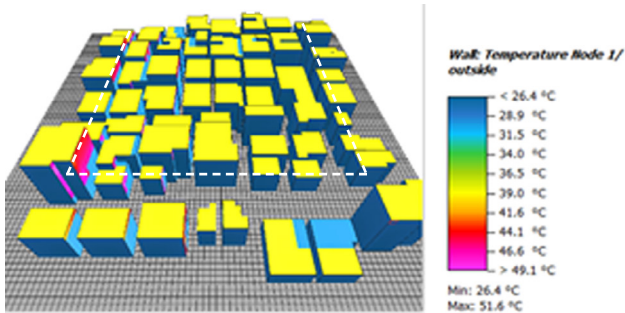 Wall: Temperature Node 1/
outside
< 26.4 °C
28.9 °C
31.5 °C
34.0 °C
36.5 °C
39.0 °C
41.6 °C
44.1 °C
46.6 °C
> 49.1 °C
Min: 26.4 °C
Max: 51.6 °C